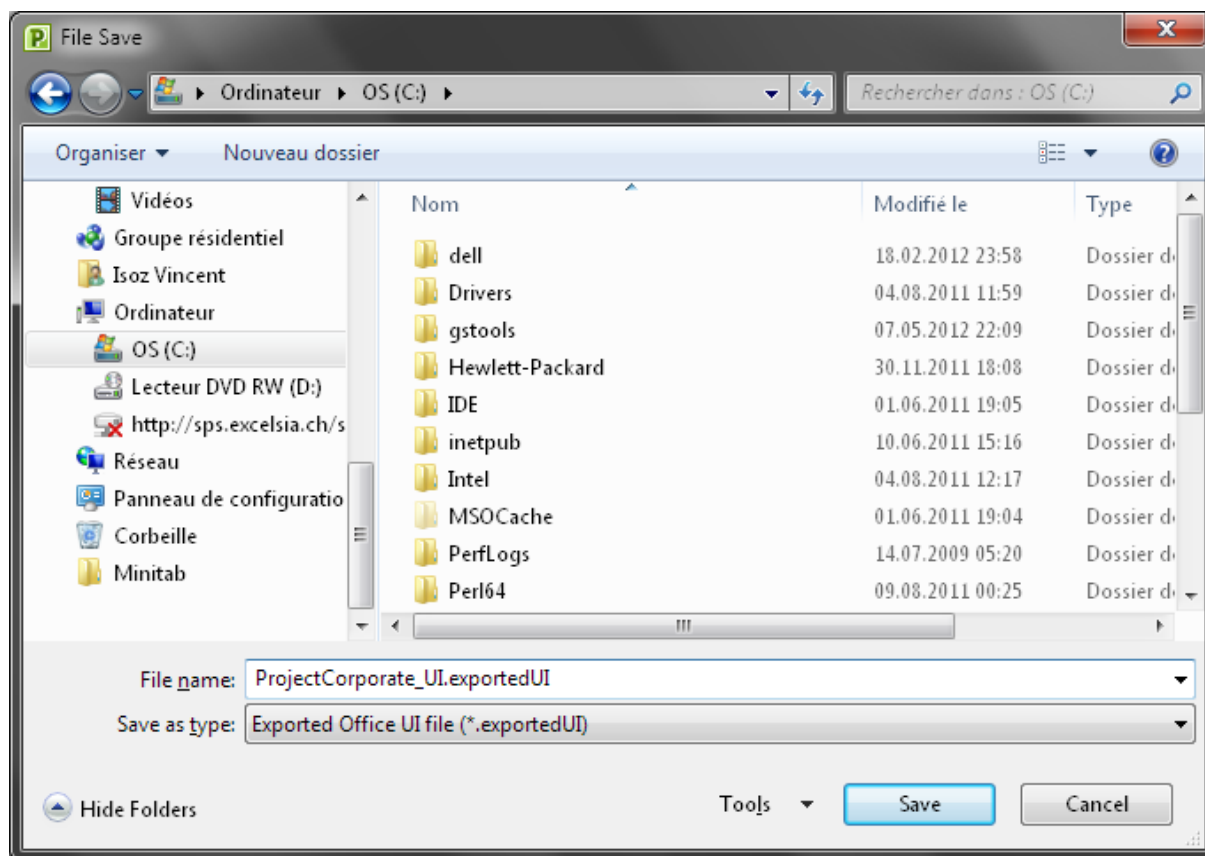 File Save
Ordinateur OS (C:) Rechercher dans : OS (C:)
Organiser Nouveau dossier
Vidéos
Groupe résidentiel
Isoz Vincent
Ordinateur
OS (C:)
Lecteur DVD RW (D:)
http://sps.excelsia.ch/s
Réseau
Panneau de configuratio
Corbeille
Minitab
Nom Modifié le Type
dell 18.02.2012 23:58 Dossier d
Drivers 04.08.2011 11:59 Dossier d
gstools 07.05.2012 22:09 Dossier d
Hewlett-Packard 30.11.2011 18:08 Dossier d
IDE 01.06.2011 19:05 Dossier d
inetpub 10.06.2011 15:16 Dossier d
Intel 04.08.2011 12:17 Dossier d
MSOCache 01.06.2011 19:04 Dossier d
PerfLogs 14.07.2009 05:20 Dossier d
Perl64 09.08.2011 00:25 Dossier d
File name: ProjectCorporate_UI.exportedUI
Save as type: Exported Office UI file (*.exportedUI)
Hide Folders Tools Save Cancel